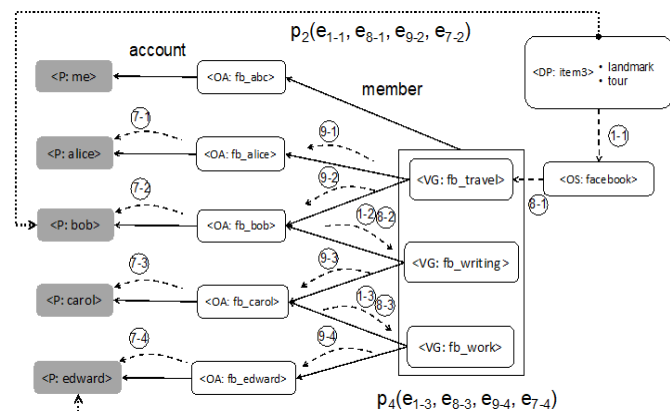 p2(e1-1, e8-1, e9-2, e7-2)
account
<P: me>
<OA: fb_abc>
<DP: item3>
• landmark
• tour
member
7-1
9-1
1-1
<P: alice>
<OA: fb_alice>
<VG: fb_travel>
<OS: facebook>
9-2
7-2
8-1
<P: bob>
<OA: fb_bob>
1-2
8-2
7-3
9-3
<VG: fb_writing>
<P: carol>
<OA: fb_carol>
1-3
8-3
7-4
9-4
<VG: fb_work>
<P: edward>
<OA: fb_edward>
p4(e1-3, e8-3, e9-4, e7-4)